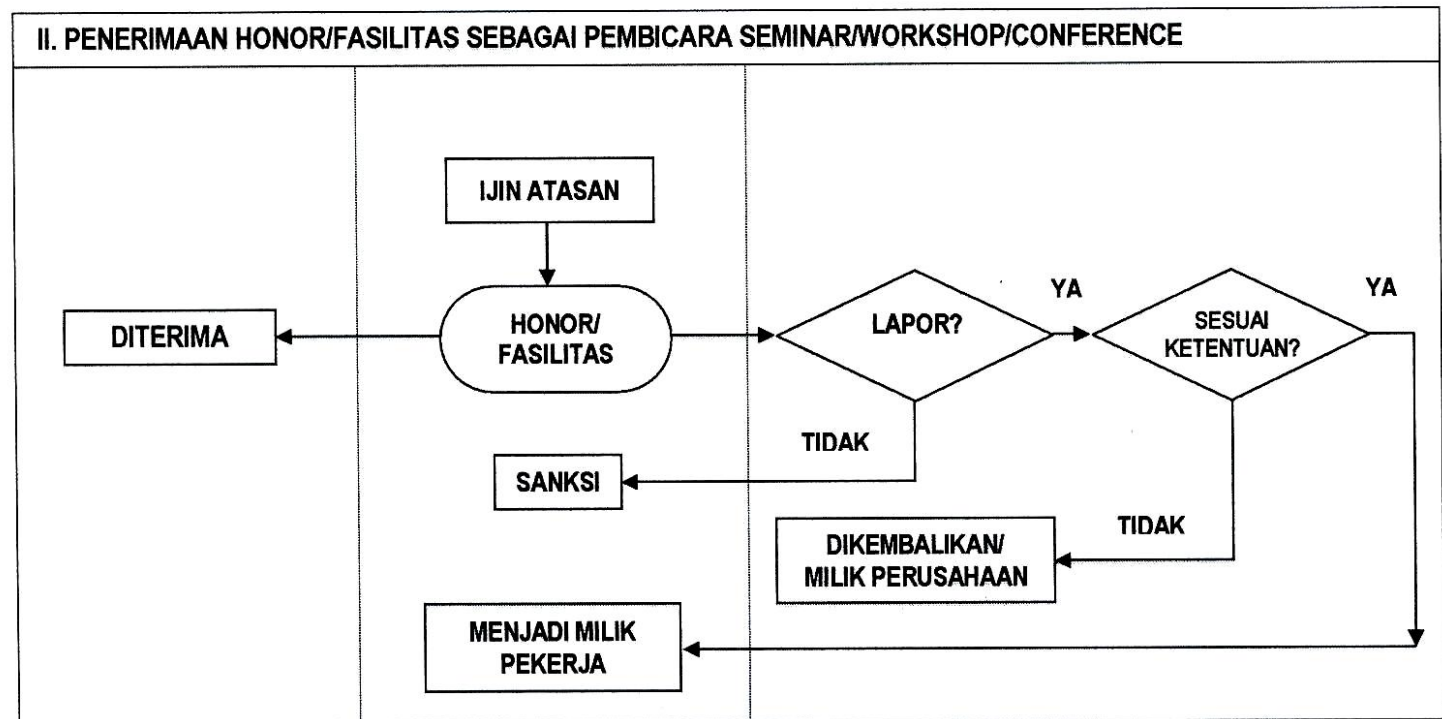 II. PENERIMAAN HONOR/FASILITAS SEBAGAI PEMBICARA SEMINAR/WORKSHOP/CONFERENCE
IJIN ATASAN
DITERIMA
HONOR/
FASILITAS
LAPOR?
YA
SESUAI
KETENTUAN?
YA
TIDAK
SANKSI
TIDAK
DIKEMBALIKAN/
MILIK PERUSAHAAN
MENJADI MILIK
PEKERJA